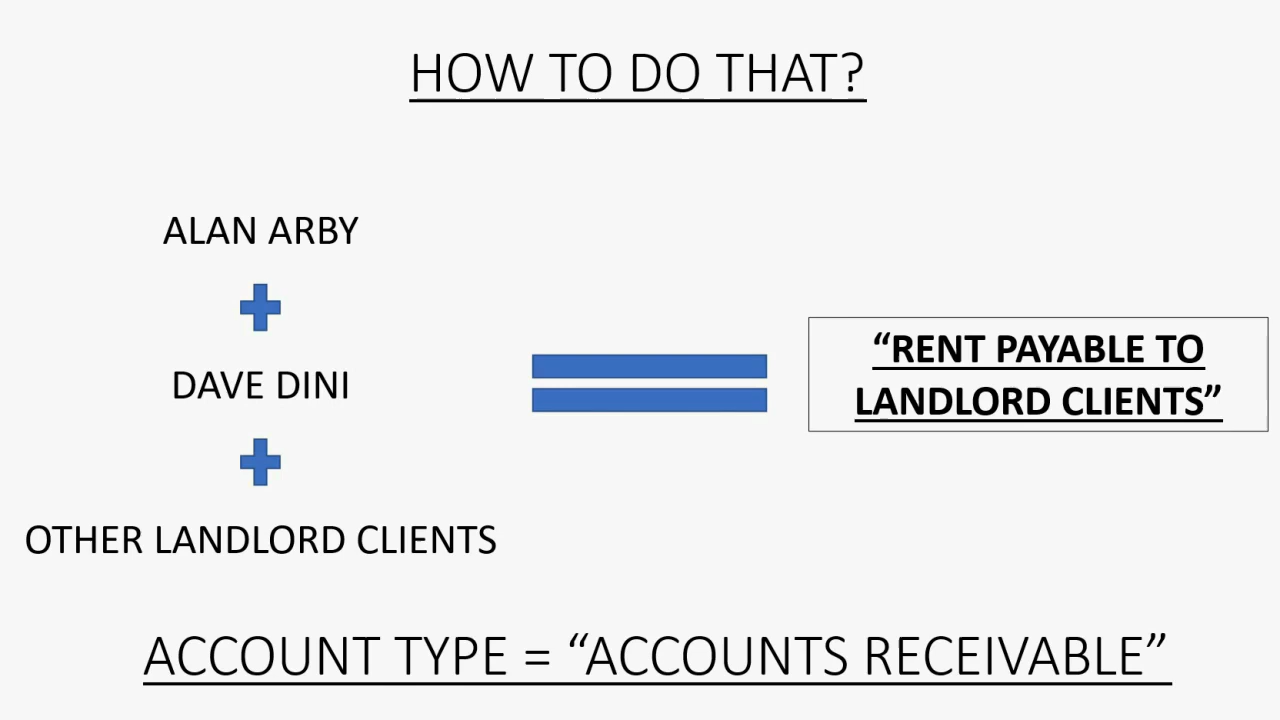 HOW TO DO THAT?
ALAN ARBY
DAVE DINI
OTHER LANDLORD CLIENTS
“RENT PAYABLE TO
LANDLORD CLIENTS”
ACCOUNT TYPE = “ACCOUNTS RECEIVABLE”